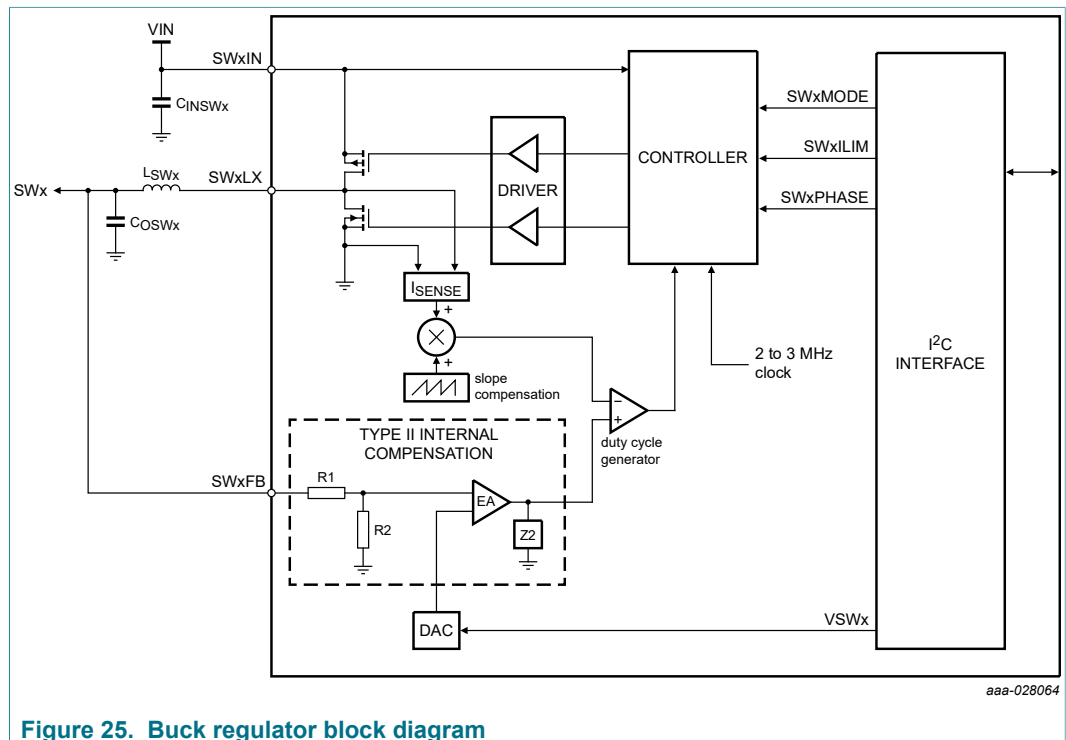 VIN
SWxIN
CINSWx
SWxMODE
SWxILIM
SWxPHASE
CONTROLLER
DRIVER
LSWx
SWxLX
SWx
COSWx
ISENSE
+
+
slope
compensation
2 to 3 MHz
clock
I2C
INTERFACE
−
+
duty cycle
generator
TYPE II INTERNAL
COMPENSATION
SWxFB
R1
R2
EA
Z2
DAC
VSWx
aaa-028064
Figure 25. Buck regulator block diagram